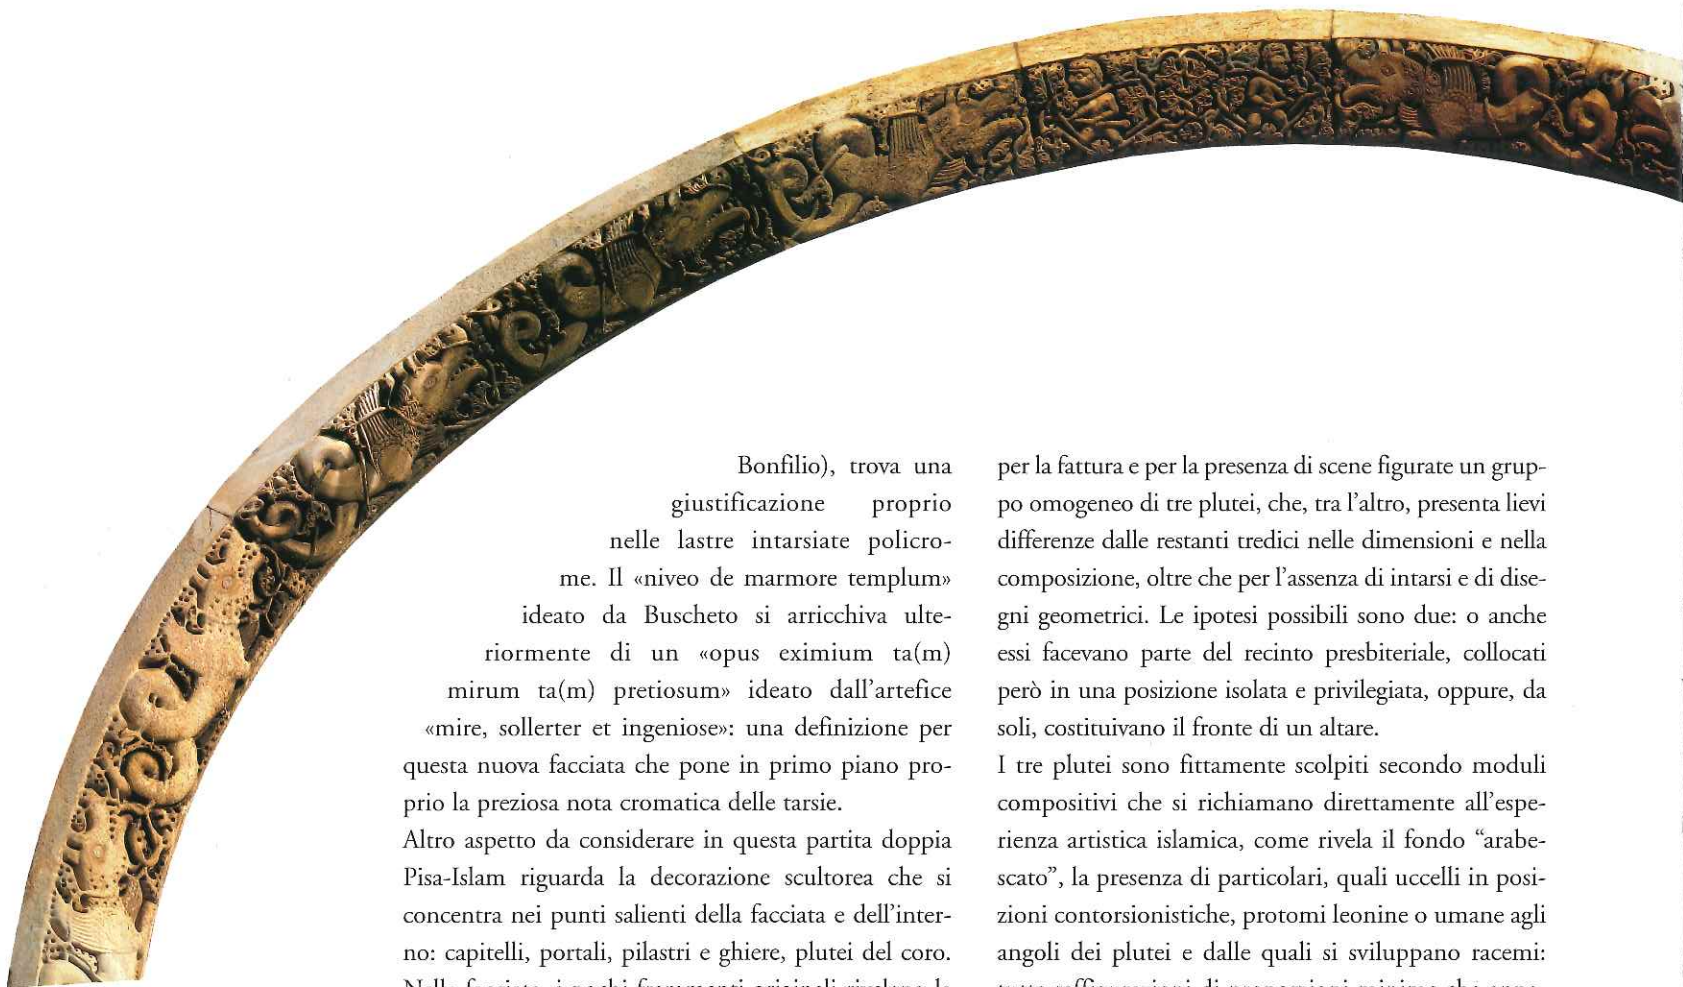 Bonfilio), trova una
giustificazione proprio
nelle lastre intarsiate policro-
me. Il «niveo de marmore templum»
ideato da Buscheto si arricchiva ulte-
riormente di un «opus eximium ta(m)
mirum ta(m) pretiosum» ideato dall’artefice
«mire, sollerter et ingeniose»: una definizione per
questa nuova facciata che pone in primo piano pro-
prio la preziosa nota cromatica delle tarsie.
Altro aspetto da considerare in questa partita doppia
Pisa-Islam riguarda la decorazione scultorea che si
concentra nei punti salienti della facciata e dell’inter-
no: capitelli, portali, pilastri e ghiere, plutei del coro.
per la fattura e per la presenza di scene figurate un grup-
po omogeneo di tre plutei, che, tra l’altro, presenta lievi
differenze dalle restanti tredici nelle dimensioni e nella
composizione, oltre che per l’assenza di intarsi e di dise-
gni geometrici. Le ipotesi possibili sono due: o anche
essi facevano parte del recinto presbiteriale, collocati
però in una posizione isolata e privilegiata, oppure, da
soli, costituivano il fronte di un altare.
I tre plutei sono fittamente scolpiti secondo moduli
compositivi che si richiamano direttamente all’espe-
rienza artistica islamica, come rivela il fondo “arabe-
scato”, la presenza di particolari, quali uccelli in posi-
zioni contorsionistiche, protomi leonine o umane agli
angoli dei plutei e dalle quali si sviluppano racemi: